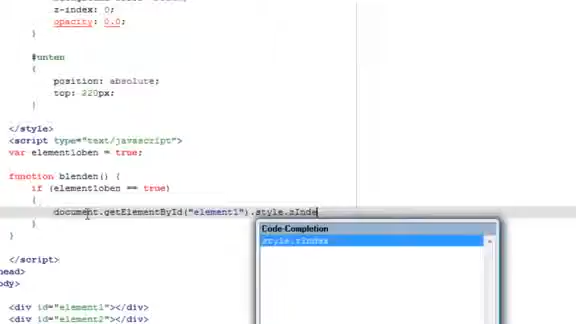 z-index: 0;
opacity: 0.0;
}
#unten
{
position: absolute;
top: 220px;
}
</style>
<script type="text/javascript">
var element1oben = true;
function blenden() {
if (element1oben == true)
{
document.getElementById("element1").style.zInde
}
}
Code-Completion
style.zIndex
</script>
head>
body>
<div id="element1"></div>
<div id="element2"></div>